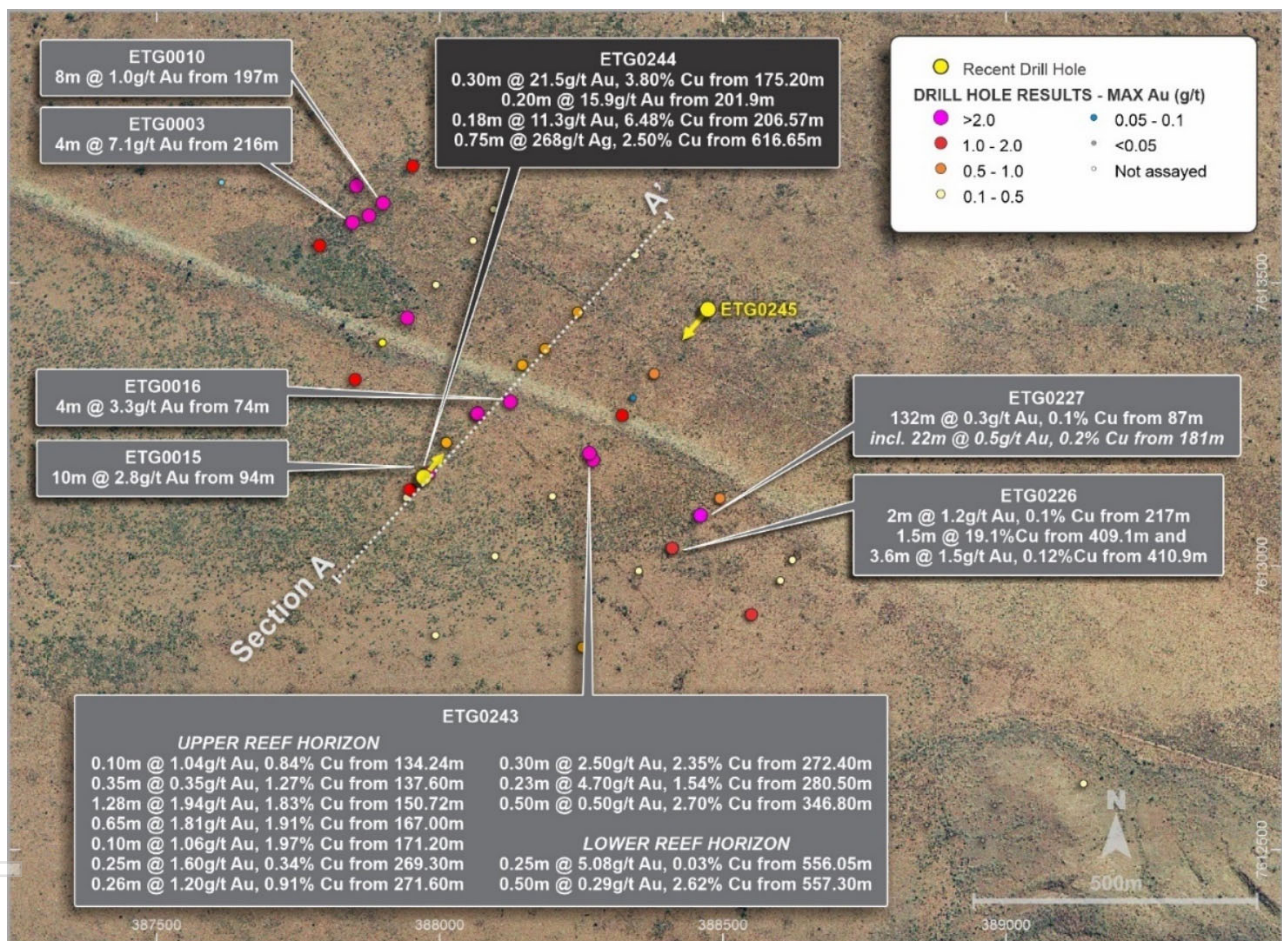 ETG0010
8m @ 1.0g/t Au from 197m
ETG0003
4m @ 7.1g/t Au from 216m
ETG0244
0.30m @ 21.5g/t Au, 3.80% Cu from 175.20m
0.20m @ 15.9g/t Au from 201.9m
0.18m @ 11.3g/t Au, 6.48% Cu from 206.57m
0.75m @ 268g/t Ag, 2.50% Cu from 616.65m
Recent Drill Hole
DRILL HOLE RESULTS - MAX Au (g/t)
>2.0
1.0 - 2.0
0.5 - 1.0
0.1 - 0.5
0.05 - 0.1
<0.05
Not assayed
A'
7613500
ETG0245
ETG0016
4m @ 3.3g/t Au from 74m
ETG0015
10m @ 2.8g/t Au from 94m
ETG0227
132m @ 0.3g/t Au, 0.1% Cu from 87m
incl. 22m @ 0.5g/t Au, 0.2% Cu from 181m
ETG0226
2m @ 1.2g/t Au, 0.1% Cu from 217m
1.5m @ 19.1%Cu from 409.1m and
3.6m @ 1.5g/t Au, 0.12%Cu from 410.9m
7613000
Section A
ETG0243
UPPER REEF HORIZON
0.10m @ 1.04g/t Au, 0.84% Cu from 134.24m
0.35m @ 0.35g/t Au, 1.27% Cu from 137.60m
1.28m @ 1.94g/t Au, 1.83% Cu from 150.72m
0.65m @ 1.81g/t Au, 1.91% Cu from 167.00m
0.10m @ 1.06g/t Au, 1.97% Cu from 171.20m
0.25m @ 1.60g/t Au, 0.34% Cu from 269.30m
0.26m @ 1.20g/t Au, 0.91% Cu from 271.60m
0.30m @ 2.50g/t Au, 2.35% Cu from 272.40m
0.23m @ 4.70g/t Au, 1.54% Cu from 280.50m
0.50m @ 0.50g/t Au, 2.70% Cu from 346.80m
LOWER REEF HORIZON
0.25m @ 5.08g/t Au, 0.03% Cu from 556.05m
0.50m @ 0.29g/t Au, 2.62% Cu from 557.30m
N
500m
7612500
387500
388000
388500
389000